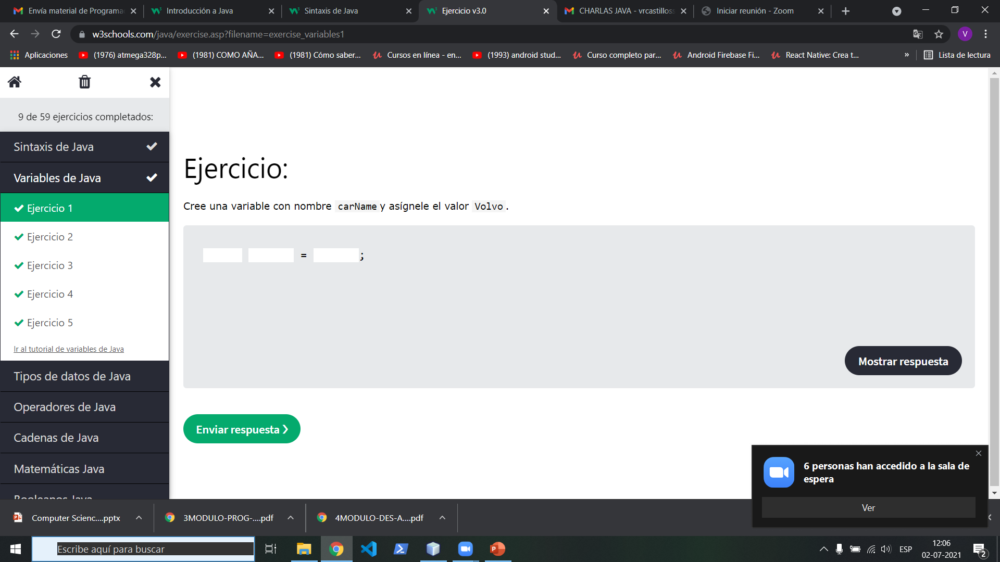 Envía material de Programa
Introducción a Java
Sintaxis de Java
Ejercicio v3.0
CHARLAS JAVA - vrcastilloss
Iniciar reunión - Zoom
w3schools.com/java/exercise.asp?filename=exercise_variables1
V
Aplicaciones
(1976) atmega328p...
(1981) COMO AÑA...
(1981) Cómo saber...
Cursos en línea - en...
(1993) android stud...
Curso completo par...
Android Firebase Fi...
React Native: Crea t...
»
Lista de lectura
9 de 59 ejercicios completados:
Sintaxis de Java
Variables de Java
Ejercicio 1
Ejercicio 2
Ejercicio 3
Ejercicio 4
Ejercicio 5
Ir al tutorial de variables de Java
Tipos de datos de Java
Operadores de Java
Cadenas de Java
Matemáticas Java
Booleanos Java
Ejercicio:
Cree una variable con nombre carName y asígnele el valor Volvo.
= ;
Mostrar respuesta
Enviar respuesta ❯
6 personas han accedido a la sala de
espera
Ver
Computer Scienc....pptx
3MODULO-PROG-....pdf
4MODULO-DES-A....pdf
Escribe aquí para buscar
ESP
12:06
02-07-2021
2